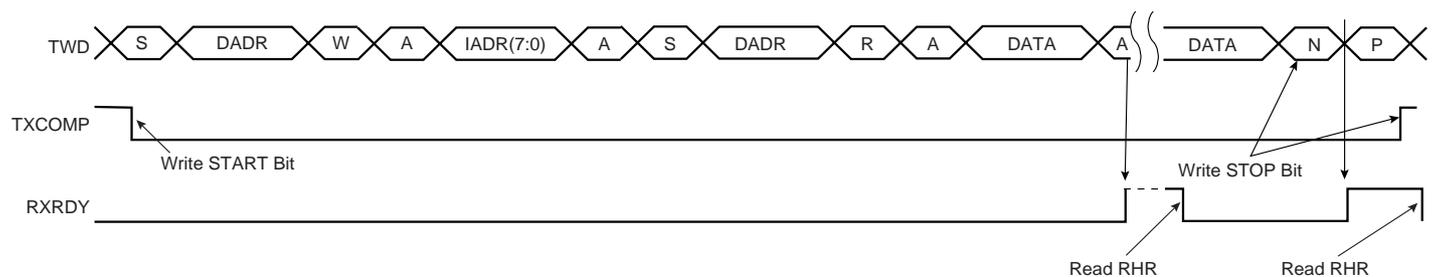 TWD S DADR W A IADR(7:0) A S DADR R A DATA A DATA N P
TXCOMP
Write START Bit
Write STOP Bit
RXRDY
Read RHR Read RHR